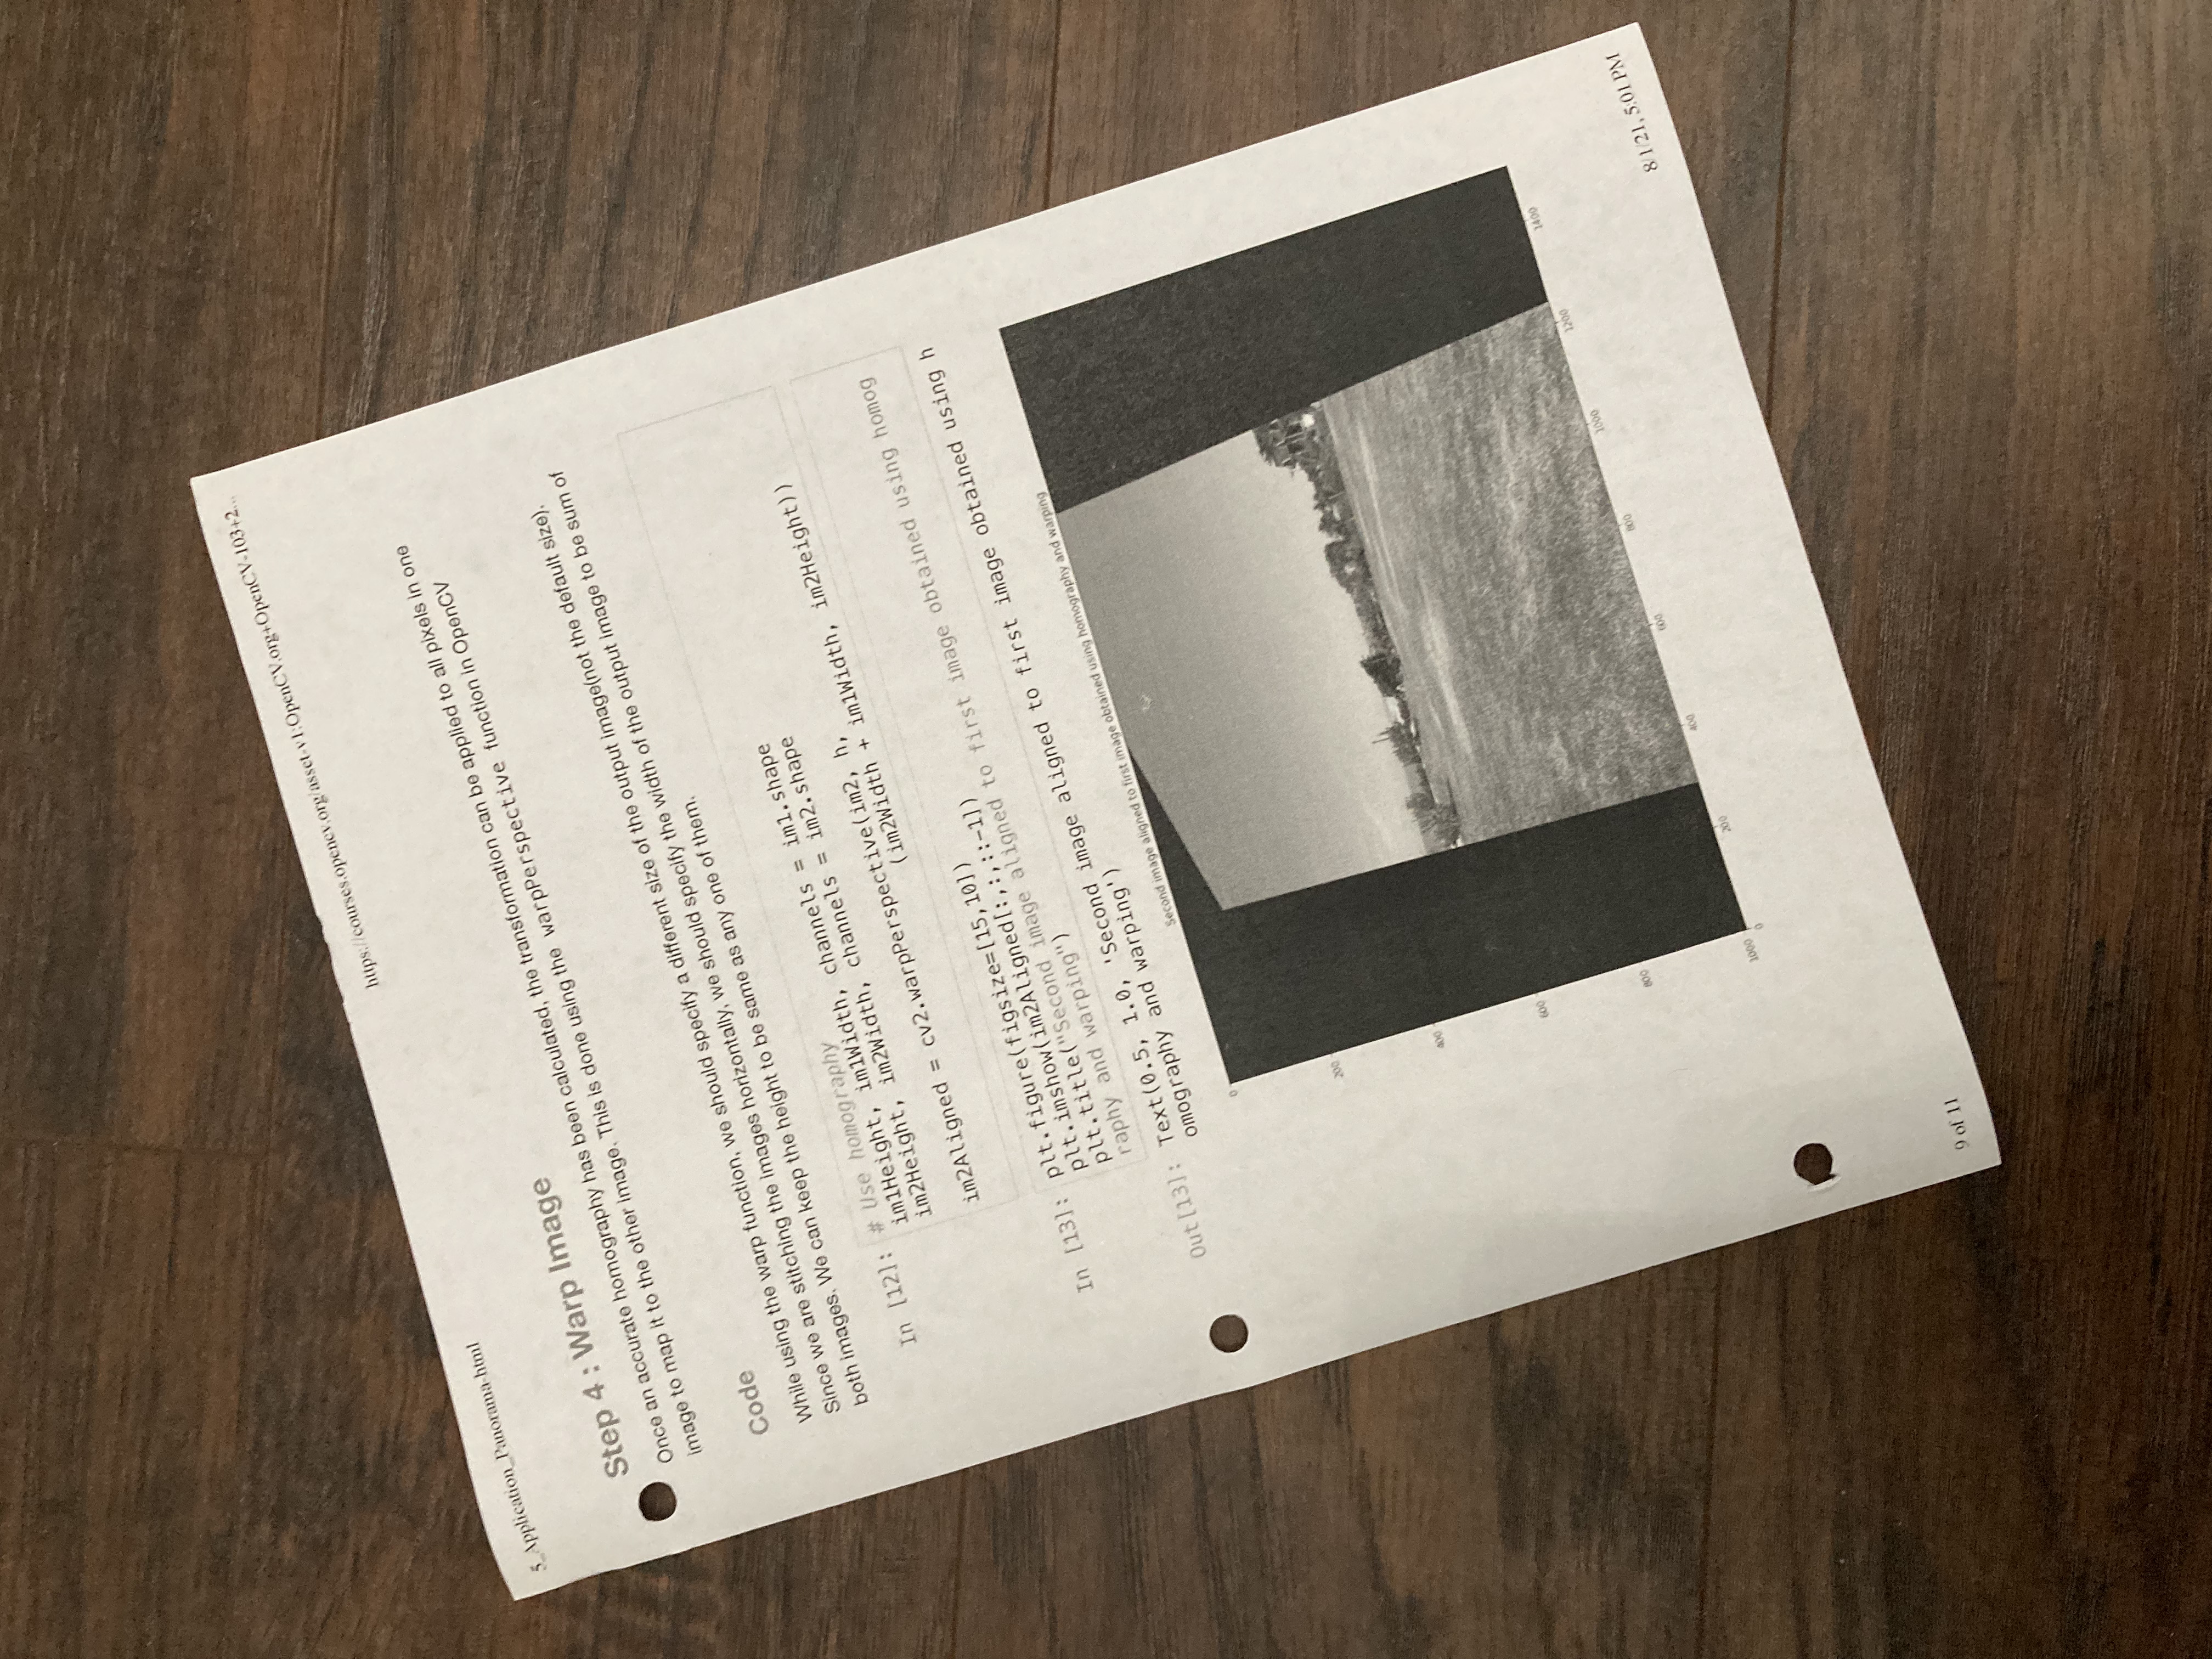 5_Application_Panorama-html
https://courses.opencv.org/asset-v1:OpenCV.org+OpenCV-103+2...
Step 4 : Warp Image
Once an accurate homography has been calculated, the transformation can be applied to all pixels in one
image to map it to the other image. This is done using the warpPerspective function in OpenCV
Code
While using the warp function, we should specify a different size of the output image(not the default size).
Since we are stitching the images horizontally, we should specify the width of the output image to be sum of
both images. We can keep the height to be same as any one of them.
In [12]: # Use homography
im1Height, im1Width, channels = im1.shape
im2Height, im2Width, channels = im2.shape
im2Aligned = cv2.warpPerspective(im2, h,
(im2Width + im1Width, im2Height))
In [13]: plt.figure(figsize=[15,10])
plt.imshow(im2Aligned[:,:,::-1])
plt.title("Second image aligned to first image obtained using homog
raphy and warping")
Out[13]: Text(0.5, 1.0, 'Second image aligned to first image obtained using h
omography and warping')
Second image aligned to first image obtained using homography and warping
0
200
400
600
800
1000
0
200
400
600
800
1000
1200
1400
9 of 11
8/1/21, 5:01 PM